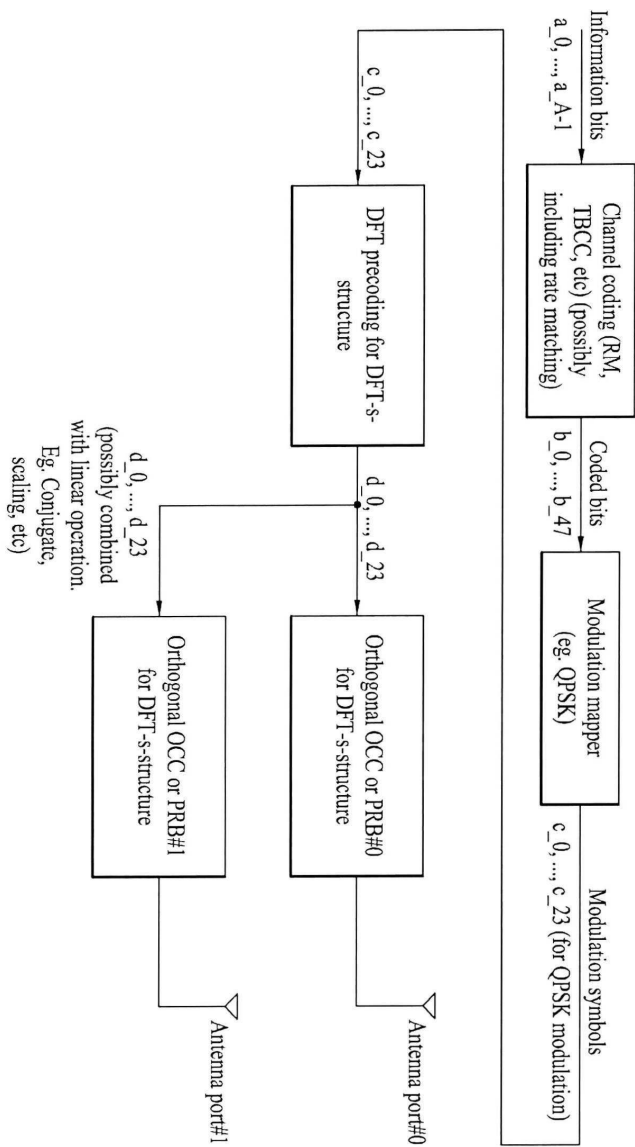 Information bits
a_0, ..., a_A-1
Channel coding (RM,
TBCC, etc) (possibly
including rate matching)
Coded bits
b_0, ..., b_47
Modulation mapper
(eg. QPSK)
Modulation symbols
c_0, ..., c_23 (for QPSK modulation)
c_0, ..., c_23
DFT precoding for DFT-s-
structure
d_0, ..., d_23
Orthogonal OCC or PRB#0
for DFT-s-structure
Antenna port#0
d_0, ..., d_23
(possibly combined
with linear operation.
Eg. Conjugate,
scaling, etc)
Orthogonal OCC or PRB#1
for DFT-s-structure
Antenna port#1